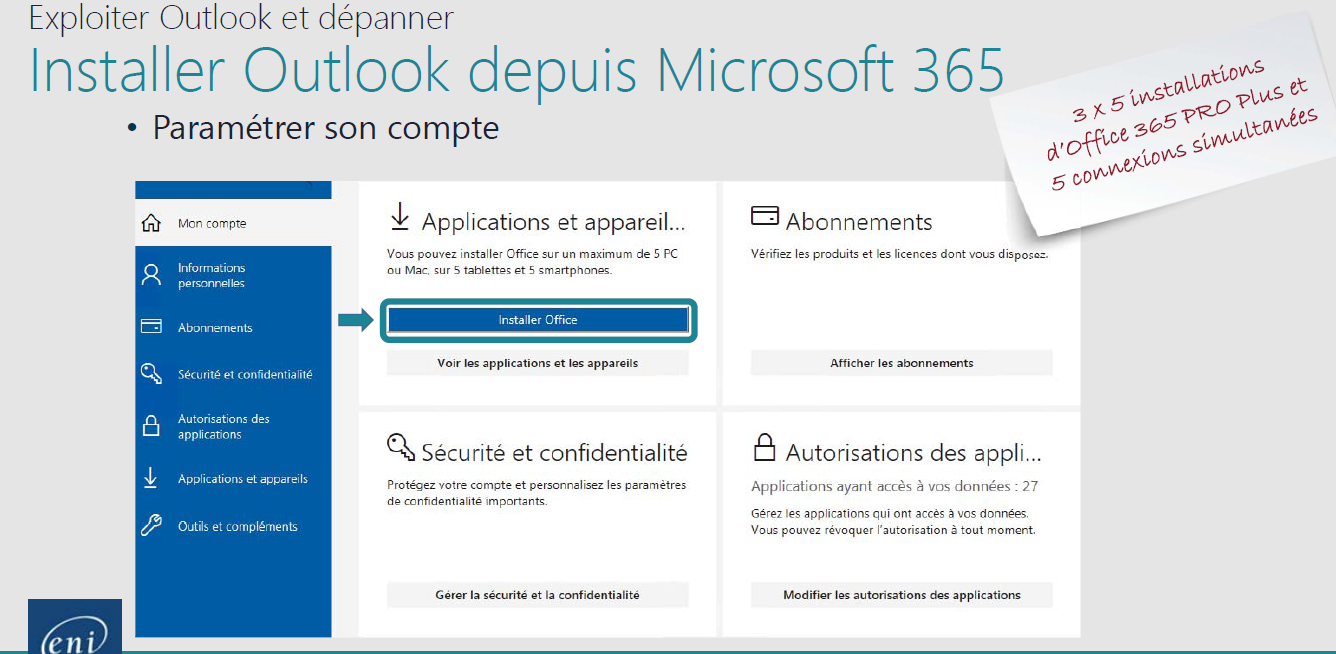 Exploiter Outlook et dépanner
Installer Outlook depuis Microsoft 365
• Paramétrer son compte
3 x 5 installations
d'Office 365 PRO Plus et
5 connexions simultanées
Mon compte
Informations
personnelles
Abonnements
Sécurité et confidentialité
Autorisations des
applications
Applications et appareils
Outils et compléments
Applications et appareil...
Vous pouvez installer Office sur un maximum de 5 PC
ou Mac, sur 5 tablettes et 5 smartphones.
Installer Office
Voir les applications et les appareils
Abonnements
Vérifiez les produits et les licences dont vous disposez.
Afficher les abonnements
Sécurité et confidentialité
Protégez votre compte et personnalisez les paramètres
de confidentialité importants.
Gérer la sécurité et la confidentialité
Autorisations des appli...
Applications ayant accès à vos données : 27
Gérez les applications qui ont accès à vos données.
Vous pouvez révoquer l'autorisation à tout moment.
Modifier les autorisations des applications
eni